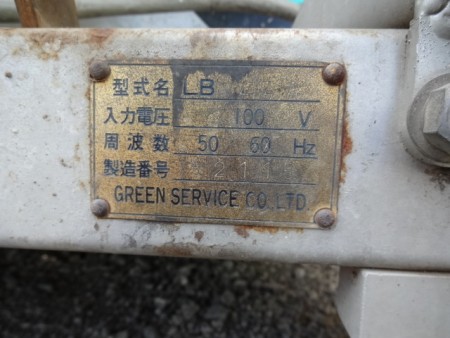 型式名 LB
入力電圧 100 V
周波数 50 60 Hz
製造番号
GREEN SERVICE CO.,LTD